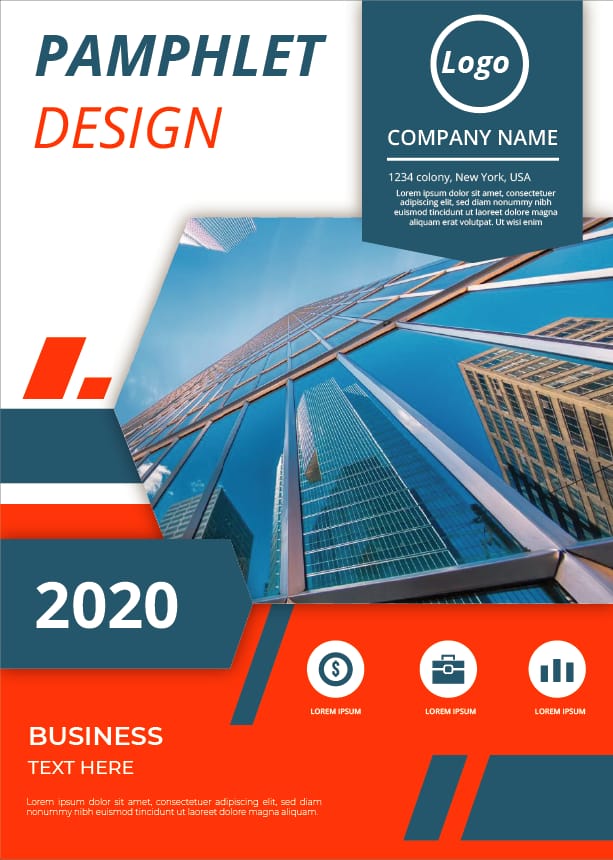 PAMPHLET
DESIGN
Logo
COMPANY NAME
1234 colony, New York, USA
Lorem ipsum dolor sit amet, consectetuer
adipiscing elit, sed diam nonummy nibh
euismod tincidunt ut laoreet dolore magna
aliquam erat volutpat. Ut wisi enim
2020
$
LOREM IPSUM
LOREM IPSUM
LOREM IPSUM
BUSINESS
TEXT HERE
Lorem ipsum dolor sit amet, consectetuer adipiscing elit, sed diam
nonummy nibh euismod tincidunt ut laoreet dolore magna aliquam.